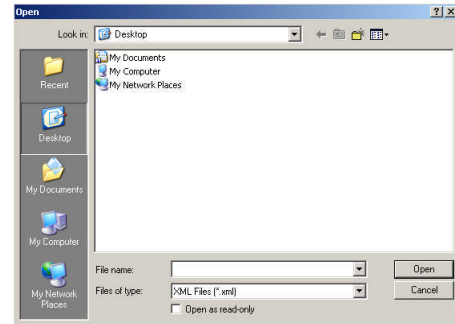 Open
Look in: Desktop
My Documents
My Computer
My Network Places
Recent
Desktop
My Documents
My Computer
My Network
Places
File name:
Open
Files of type: XML Files (*.xml)
Cancel
Open as read-only